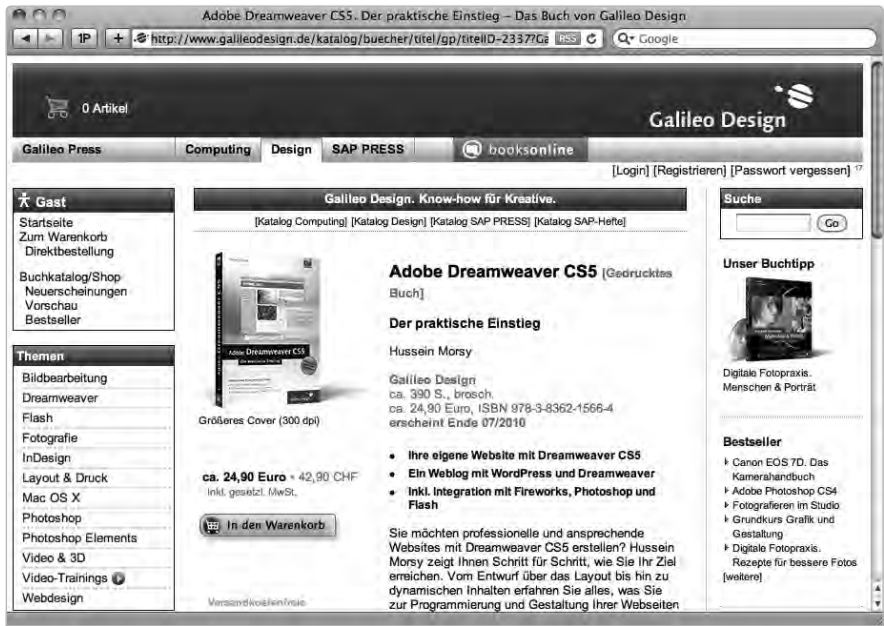 Adobe Dreamweaver CS5. Der praktische Einstieg – Das Buch von Galileo Design
1P
+
http://www.galileodesign.de/katalog/buecher/titel/gp/titelID-2337?Ga
RSS
Google
0 Artikel
Galileo Design
Galileo Press
Computing
Design
SAP PRESS
booksonline
[Login] [Registrieren] [Passwort vergessen] 17
Gast
Startseite
Zum Warenkorb
Direktbestellung
Buchkatalog/Shop
Neuerscheinungen
Vorschau
Bestseller
Themen
Bildbearbeitung
Dreamweaver
Flash
Fotografie
InDesign
Layout & Druck
Mac OS X
Photoshop
Photoshop Elements
Video & 3D
Video-Trainings
Webdesign
Galileo Design. Know-how für Kreative.
[Katalog Computing] [Katalog Design] [Katalog SAP PRESS] [Katalog SAP-Hefte]
Adobe Dreamweaver CS5
Größeres Cover (300 dpi)
ca. 24,90 Euro • 42,90 CHF
Inkl. gesetzl. MwSt.
In den Warenkorb
Versandkosten/nur
Adobe Dreamweaver CS5 [Gedrucktes
Buch]
Der praktische Einstieg
Hussein Morsy
Galileo Design
ca. 390 S., brosch.
ca. 24,90 Euro, ISBN 978-3-8362-1566-4
erscheint Ende 07/2010
• Ihre eigene Website mit Dreamweaver CS5
• Ein Weblog mit WordPress und Dreamweaver
• Inkl. Integration mit Fireworks, Photoshop und
Flash
Sie möchten professionelle und ansprechende
Websites mit Dreamweaver CS5 erstellen? Hussein
Morsy zeigt Ihnen Schritt für Schritt, wie Sie Ihr Ziel
erreichen. Vom Entwurf über das Layout bis hin zu
dynamischen Inhalten erfahren Sie alles, was Sie
zur Programmierung und Gestaltung Ihrer Webseiten
Suche
Go
Unser Buchtipp
Digitale Fotopraxis.
Menschen & Porträt
Bestseller
Canon EOS 7D. Das
Kamerahandbuch
Adobe Photoshop CS4
Fotografieren im Studio
Grundkurs Grafik und
Gestaltung
Digitale Fotopraxis.
Rezepte für bessere Fotos
[weitere]